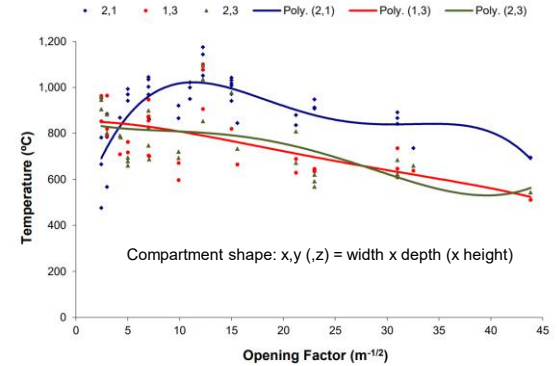 2,1 1,3 2,3 Poly. (2,1) Poly. (1,3) Poly. (2,3)
1,200
1,000
800
600
400
200
0
Temperature (ºC)
Compartment shape: x,y (,z) = width x depth (x height)
0 5 10 15 20 25 30 35 40 45
Opening Factor (m-1/2)